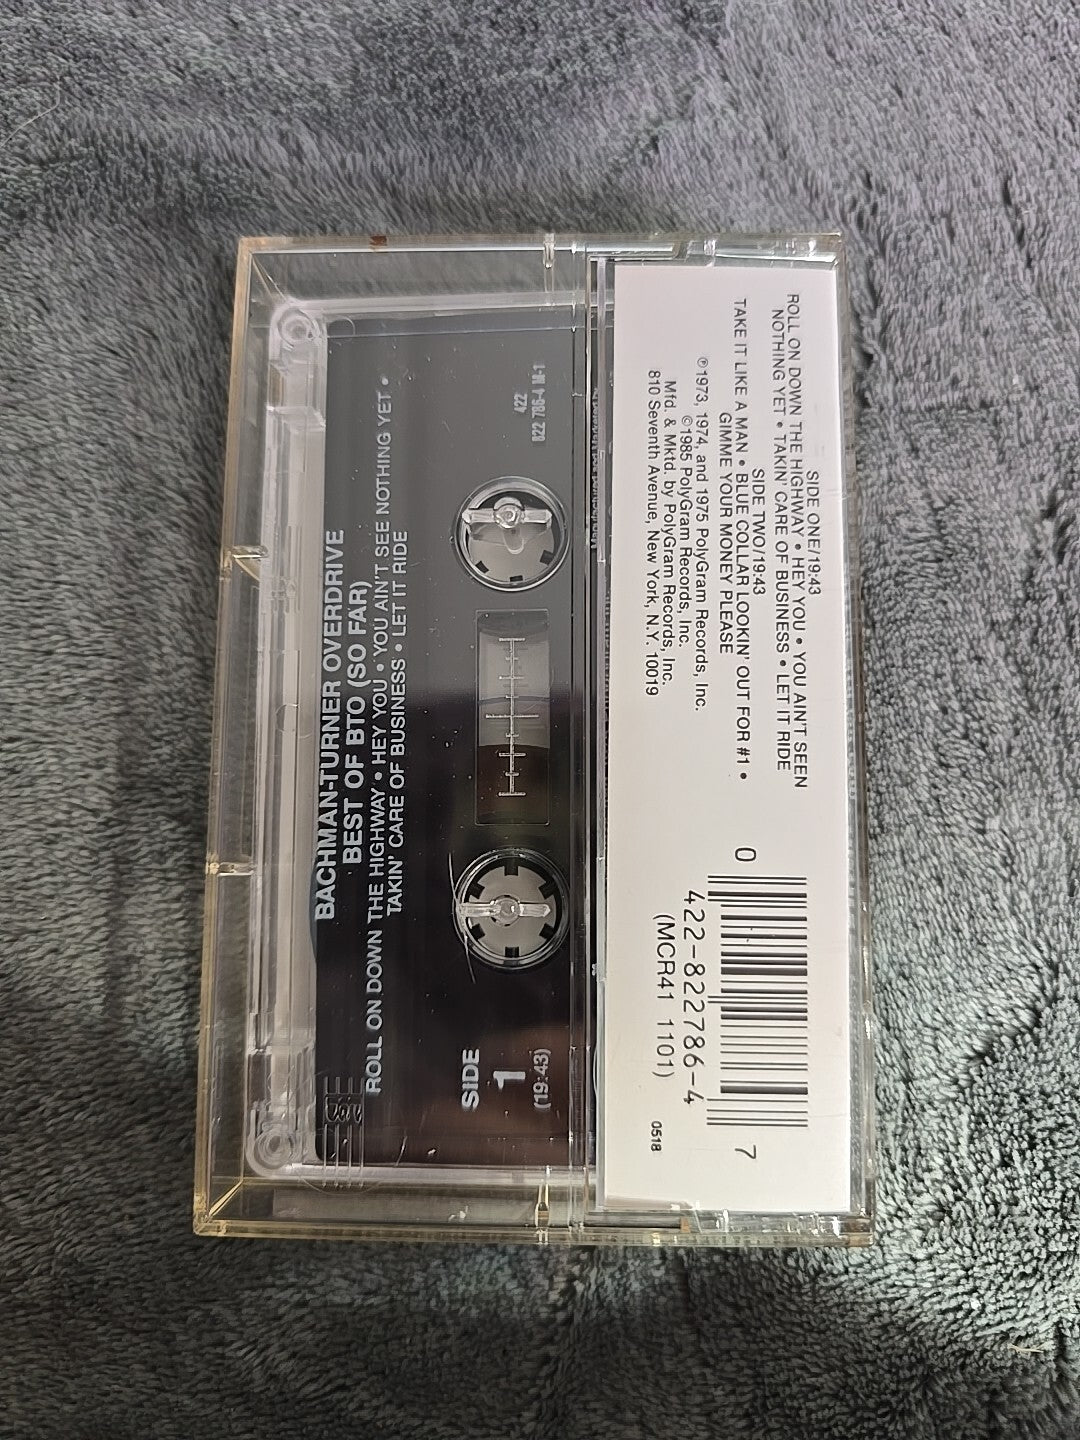 BACHMAN-TURNER OVERDRIVE
BEST OF BTO (SO FAR)
ROLL ON DOWN THE HIGHWAY • HEY YOU • YOU AIN'T SEE NOTHING YET •
TAKIN' CARE OF BUSINESS • LET IT RIDE
SIDE
1
(19:43)
422
822 786-4 M-1
SIDE ONE/19:43
ROLL ON DOWN THE HIGHWAY • HEY YOU • YOU AIN'T SEEN
NOTHING YET • TAKIN' CARE OF BUSINESS • LET IT RIDE
SIDE TWO/19:43
TAKE IT LIKE A MAN • BLUE COLLAR LOOKIN' OUT FOR #1 •
GIMME YOUR MONEY PLEASE
℗1973, 1974, and 1975 PolyGram Records, Inc.
©1985 PolyGram Records, Inc.
Mfd. & Mktd. by PolyGram Records, Inc.
810 Seventh Avenue, New York, N.Y. 10019
0 7
422-822786-4
(MCR41 1101)
0518